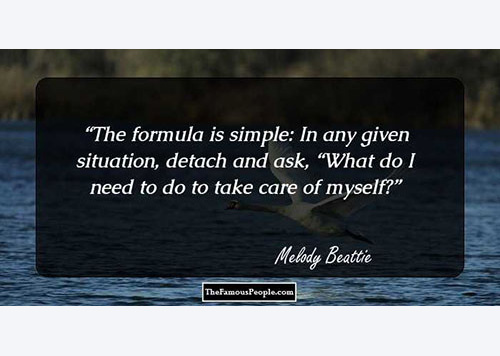 “The formula is simple: In any given
situation, detach and ask, “What do I
need to do to take care of myself?”
Melody Beattie
TheFamousPeople.com